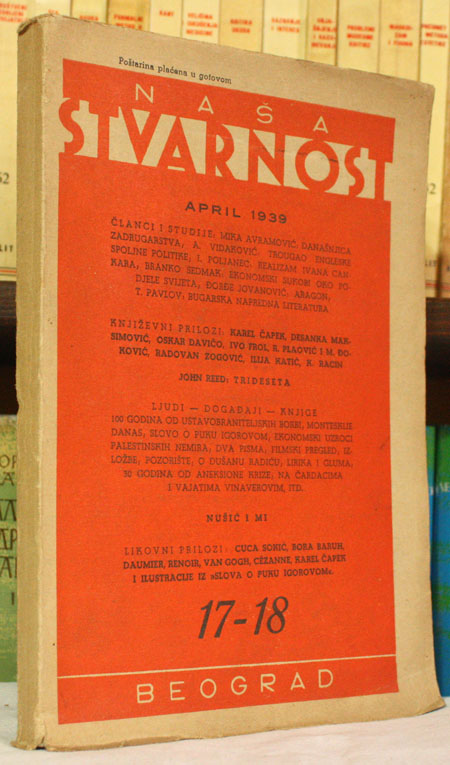 Poštarina plaćena u gotovom
NAŠA
STVARNOST
APRIL 1939
ČLANCI I STUDIJE: MIKA AVRAMOVIĆ: DANAŠNJICA
ZADRUGARSTVA, A. VIDAKOVIĆ: TROUGAO ENGLESKE
SPOLJNE POLITIKE, I. POLJANEC: REALIZAM IVANA CAN-
KARA, BRANKO SEDMAK: EKONOMSKI SUKOBI OKO PO-
DJELE SVIJETA, ĐORĐE JOVANOVIĆ: ARAGON,
T. PAVLOV: BUGARSKA NAPREDNA LITERATURA
KNJIŽEVNI PRILOZI: KAREL ČAPEK, DESANKA MAK-
SIMOVIĆ, OSKAR DAVIČO, IVO FROL, R. PLAOVIĆ I M. ĐO-
KOVIĆ, RADOVAN ZOGOVIĆ, ILIJA KATIĆ, K. RACIN
JOHN REED: TRIDESETA
LJUDI — DOGAĐAJI — KNJIGE
100 GODINA OD USTAVOBRANITELJSKIH BORBI, MONTESKIJE
DANAS, SLOVO O PUKU IGOROVOM, EKONOMSKI UZROCI
PALESTINSKIH NEMIRA, DVA PISMA, FILMSKI PREGLED, IZ-
LOŽBE, POZORIŠTE, O DUŠANU RADIĆU, LIRIKA I GLUMA,
30 GODINA OD ANEKSIONE KRIZE; NA ČARDACIMA
I VAJATIMA VINAVEROVIM, ITD.
NUŠIĆ I MI
LIKOVNI PRILOZI: CUCA SOKIĆ, BORA BARUH,
DAUMIER, RENOIR, VAN GOGH, CÉZANNE, KAREL ČAPEK
I ILUSTRACIJE IZ »SLOVA O PUKU IGOROVOM«.
17-18
BEOGRAD